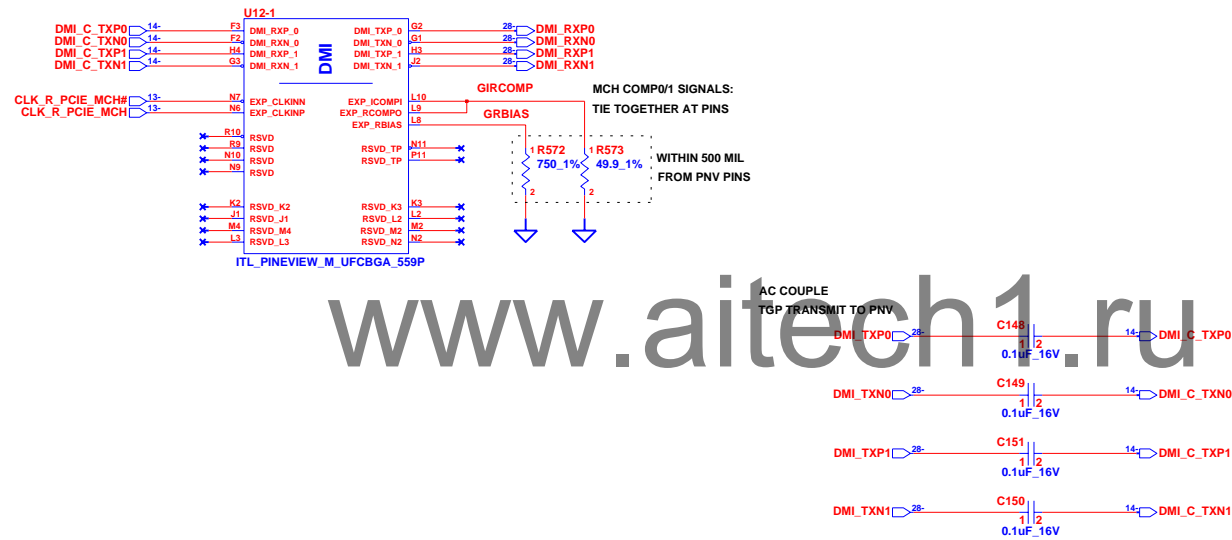 U12-1
DMI_C_TXP0 14- F3 DMI_RXP_0 DMI_TXP_0 G2 28- DMI_RXP0
DMI_C_TXN0 14- F2 DMI_RXN_0 DMI_TXN_0 G1 28- DMI_RXN0
DMI_C_TXP1 14- H4 DMI_RXP_1 DMI_TXP_1 H3 28- DMI_RXP1
DMI_C_TXN1 14- G3 DMI_RXN_1 DMI_TXN_1 J2 28- DMI_RXN1
DMI
GIRCOMP MCH COMP0/1 SIGNALS:
CLK_R_PCIE_MCH# 13- N7 EXP_CLKINN EXP_ICOMPI L10
TIE TOGETHER AT PINS
CLK_R_PCIE_MCH 13- N6 EXP_CLKINP EXP_RCOMPO L9
GRBIAS
EXP_RBIAS L8
R10 RSVD
R9 RSVD RSVD_TP N11
N10 RSVD RSVD_TP P11
N9 RSVD
1 R572 1 R573
750_1% 49.9_1%
2 2
WITHIN 500 MIL
FROM PNV PINS
K2 RSVD_K2 RSVD_K3 K3
J1 RSVD_J1 RSVD_L2 L2
M4 RSVD_M4 RSVD_M2 M2
L3 RSVD_L3 RSVD_N2 N2
ITL_PINEVIEW_M_UFCBGA_559P
www.aitech1.ru
AC COUPLE
TGP TRANSMIT TO PNV
DMI_TXP0 28- C148 14- DMI_C_TXP0
1 2
0.1uF_16V
DMI_TXN0 28- C149 14- DMI_C_TXN0
1 2
0.1uF_16V
DMI_TXP1 28- C151 14- DMI_C_TXP1
1 2
0.1uF_16V
DMI_TXN1 28- C150 14- DMI_C_TXN1
1 2
0.1uF_16V